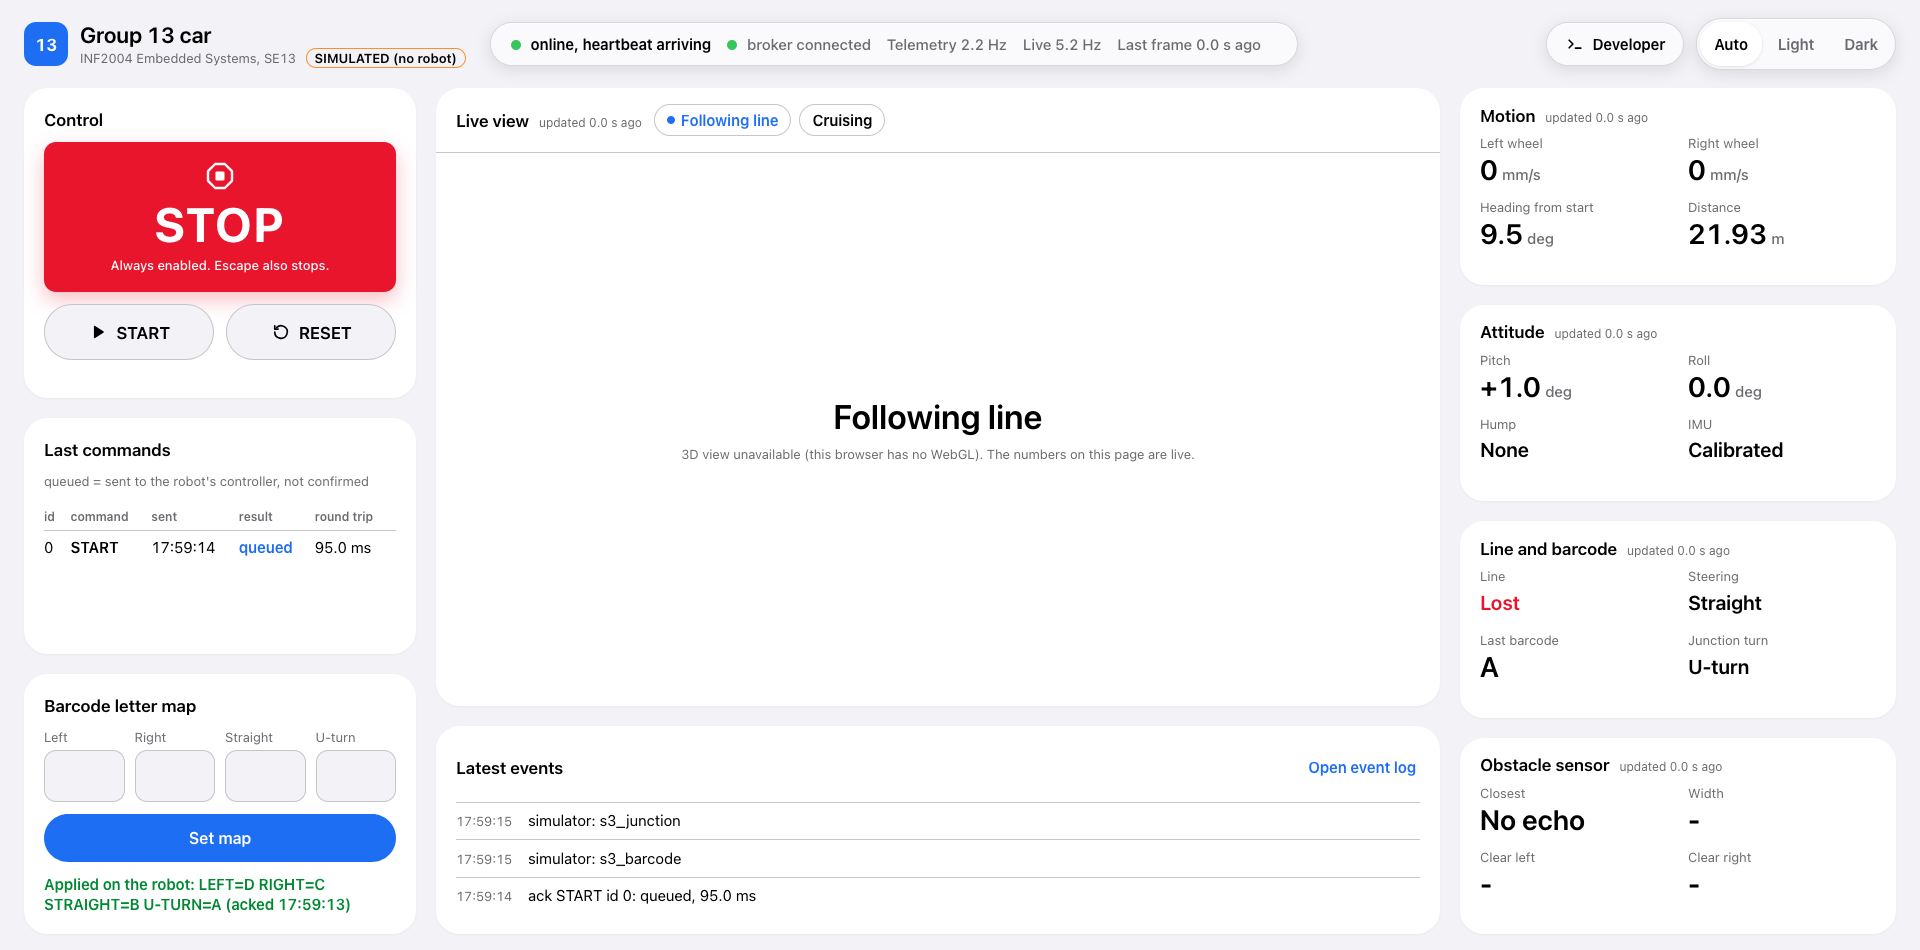 13
Group 13 car
INF2004 Embedded Systems, SE13
SIMULATED (no robot)
online, heartbeat arriving
broker connected
Telemetry 2.2 Hz
Live 5.2 Hz
Last frame 0.0 s ago
Developer
Auto
Light
Dark
Control
STOP
Always enabled. Escape also stops.
START
RESET
Last commands
queued = sent to the robot's controller, not confirmed
id command sent result round trip
0 START 17:59:14 queued 95.0 ms
Barcode letter map
Left Right Straight U-turn
Set map
Applied on the robot: LEFT=D RIGHT=C
STRAIGHT=B U-TURN=A (acked 17:59:13)
Live view updated 0.0 s ago
Following line
Cruising
Following line
3D view unavailable (this browser has no WebGL). The numbers on this page are live.
Latest events
Open event log
17:59:15 simulator: s3_junction
17:59:15 simulator: s3_barcode
17:59:14 ack START id 0: queued, 95.0 ms
Motion updated 0.0 s ago
Left wheel Right wheel
0 mm/s 0 mm/s
Heading from start Distance
9.5 deg 21.93 m
Attitude updated 0.0 s ago
Pitch Roll
+1.0 deg 0.0 deg
Hump IMU
None Calibrated
Line and barcode updated 0.0 s ago
Line Steering
Lost Straight
Last barcode Junction turn
A U-turn
Obstacle sensor updated 0.0 s ago
Closest Width
No echo -
Clear left Clear right
- -